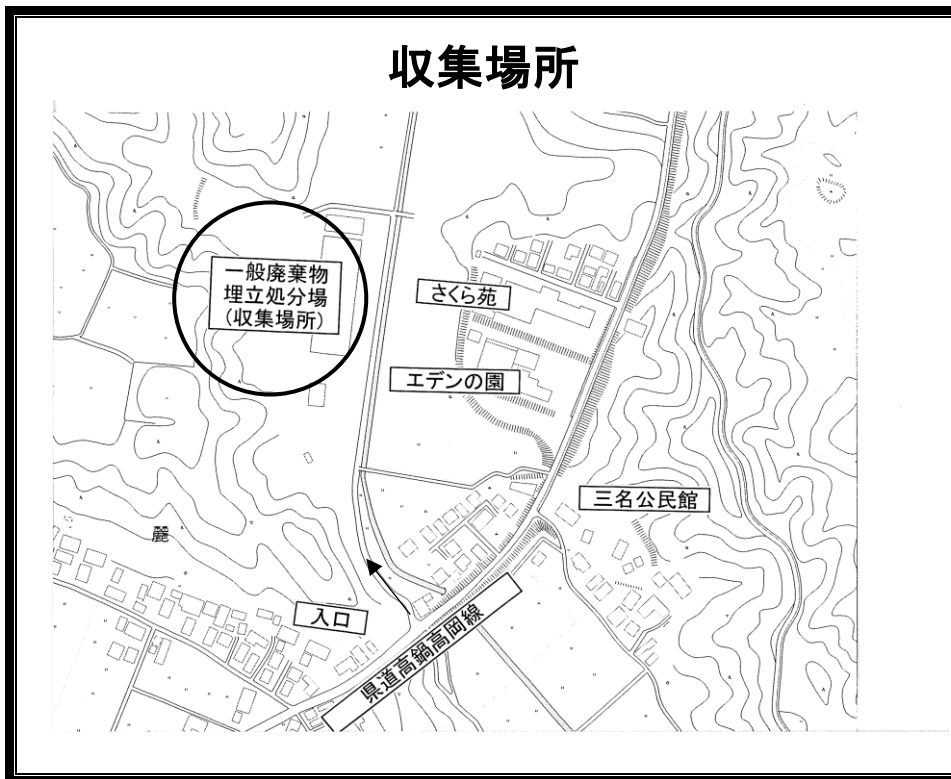 収集場所
一般廃棄物
埋立処分場
(収集場所)
さくら苑
エデンの園
三名公民館
麓
入口
県道高鍋高岡線